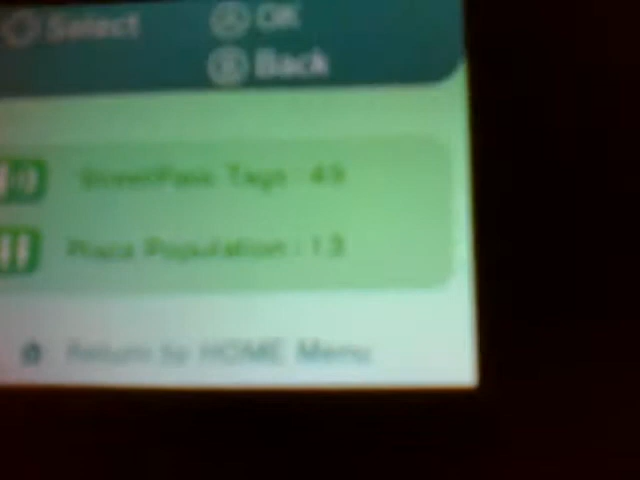 Select
Ⓐ OK
Ⓑ Back
StreetPass Tags : 49
Plaza Population : 13
Return to HOME Menu